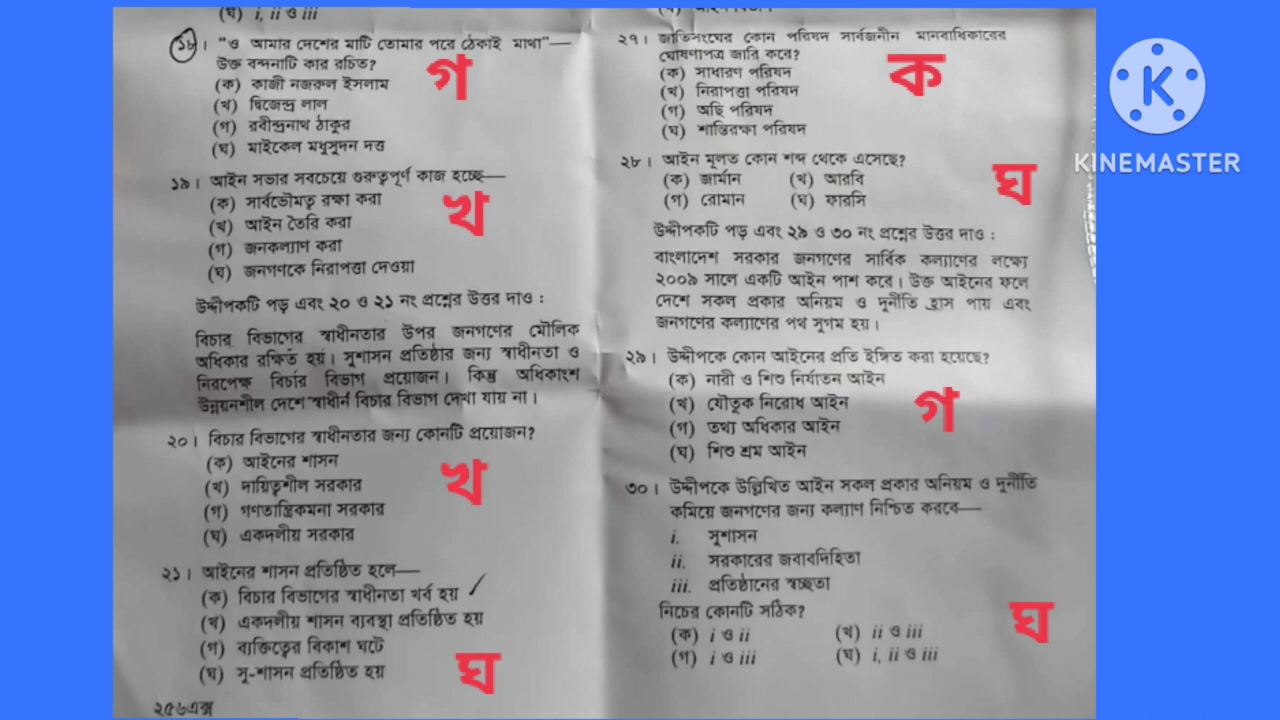 (ঘ) i, ii ও iii
১৮। “ও আমার দেশের মাটি তোমার পরে ঠেকাই মাথা”—
উক্ত বন্দনাটি কার রচিত?
(ক) কাজী নজরুল ইসলাম
(খ) দ্বিজেন্দ্র লাল
(গ) রবীন্দ্রনাথ ঠাকুর
(ঘ) মাইকেল মধুসুদন দত্ত
গ
১৯। আইন সভার সবচেয়ে গুরুত্বপূর্ণ কাজ হচ্ছে—
(ক) সার্বভৌমত্ব রক্ষা করা
(খ) আইন তৈরি করা
(গ) জনকল্যাণ করা
(ঘ) জনগণকে নিরাপত্তা দেওয়া
খ
উদ্দীপকটি পড় এবং ২০ ও ২১ নং প্রশ্নের উত্তর দাও :
বিচার বিভাগের স্বাধীনতার উপর জনগণের মৌলিক
অধিকার রক্ষিত হয়। সুশাসন প্রতিষ্ঠার জন্য স্বাধীনতা ও
নিরপেক্ষ বিচার বিভাগ প্রয়োজন। কিন্তু অধিকাংশ
উন্নয়নশীল দেশে স্বাধীন বিচার বিভাগ দেখা যায় না।
২০। বিচার বিভাগের স্বাধীনতার জন্য কোনটি প্রয়োজন?
(ক) আইনের শাসন
(খ) দায়িত্বশীল সরকার
(গ) গণতান্ত্রিকমনা সরকার
(ঘ) একদলীয় সরকার
খ
২১। আইনের শাসন প্রতিষ্ঠিত হলে—
(ক) বিচার বিভাগের স্বাধীনতা খর্ব হয়
(খ) একদলীয় শাসন ব্যবস্থা প্রতিষ্ঠিত হয়
(গ) ব্যক্তিত্বের বিকাশ ঘটে
(ঘ) সু-শাসন প্রতিষ্ঠিত হয়
ঘ
২৫৬এক্স
২৭। জাতিসংঘের কোন পরিষদ সার্বজনীন মানবাধিকারের
ঘোষণাপত্র জারি করে?
(ক) সাধারণ পরিষদ
(খ) নিরাপত্তা পরিষদ
(গ) অছি পরিষদ
(ঘ) শান্তিরক্ষা পরিষদ
ক
২৮। আইন মূলত কোন শব্দ থেকে এসেছে?
(ক) জার্মান (খ) আরবি
(গ) রোমান (ঘ) ফারসি
ঘ
উদ্দীপকটি পড় এবং ২৯ ও ৩০ নং প্রশ্নের উত্তর দাও :
বাংলাদেশ সরকার জনগণের সার্বিক কল্যাণের লক্ষ্যে
২০০৯ সালে একটি আইন পাশ করে। উক্ত আইনের ফলে
দেশে সকল প্রকার অনিয়ম ও দুর্নীতি হ্রাস পায় এবং
জনগণের কল্যাণের পথ সুগম হয়।
২৯। উদ্দীপকে কোন আইনের প্রতি ইঙ্গিত করা হয়েছে?
(ক) নারী ও শিশু নির্যাতন আইন
(খ) যৌতুক নিরোধ আইন
(গ) তথ্য অধিকার আইন
(ঘ) শিশু শ্রম আইন
গ
৩০। উদ্দীপকে উল্লিখিত আইন সকল প্রকার অনিয়ম ও দুর্নীতি
কমিয়ে জনগণের জন্য কল্যাণ নিশ্চিত করবে—
i. সুশাসন
ii. সরকারের জবাবদিহিতা
iii. প্রতিষ্ঠানের স্বচ্ছতা
নিচের কোনটি সঠিক?
(ক) i ও ii (খ) ii ও iii
(গ) i ও iii (ঘ) i, ii ও iii
ঘ
K
KINEMASTER